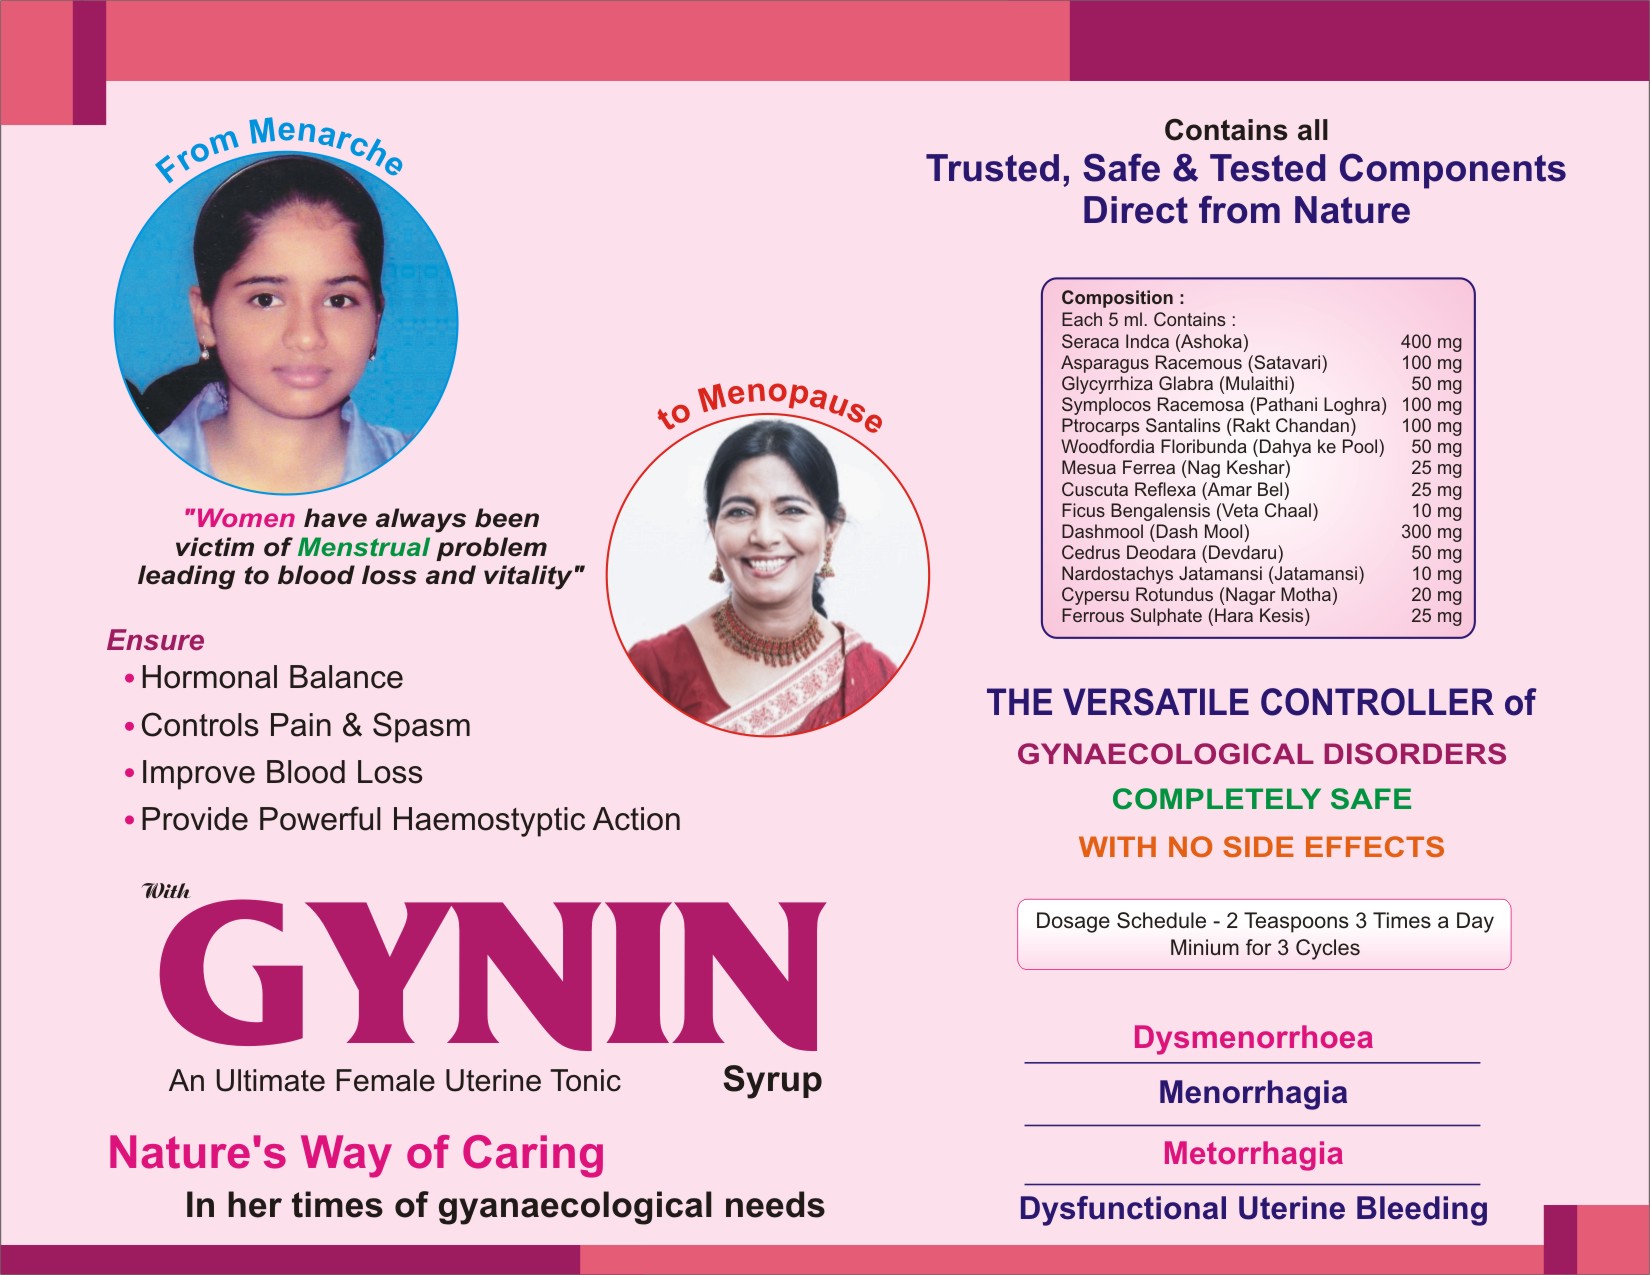 From Menarche
to Menopause
"Women have always been
victim of Menstrual problem
leading to blood loss and vitality"
Ensure
• Hormonal Balance
• Controls Pain & Spasm
• Improve Blood Loss
• Provide Powerful Haemostyptic Action
With
GYNIN
An Ultimate Female Uterine Tonic Syrup
Nature's Way of Caring
In her times of gyanaecological needs
Contains all
Trusted, Safe & Tested Components
Direct from Nature
Composition :
Each 5 ml. Contains :
Seraca Indca (Ashoka) 400 mg
Asparagus Racemous (Satavari) 100 mg
Glycyrrhiza Glabra (Mulaithi) 50 mg
Symplocos Racemosa (Pathani Loghra) 100 mg
Ptrocarps Santalins (Rakt Chandan) 100 mg
Woodfordia Floribunda (Dahya ke Pool) 50 mg
Mesua Ferrea (Nag Keshar) 25 mg
Cuscuta Reflexa (Amar Bel) 25 mg
Ficus Bengalensis (Veta Chaal) 10 mg
Dashmool (Dash Mool) 300 mg
Cedrus Deodara (Devdaru) 50 mg
Nardostachys Jatamansi (Jatamansi) 10 mg
Cypersu Rotundus (Nagar Motha) 20 mg
Ferrous Sulphate (Hara Kesis) 25 mg
THE VERSATILE CONTROLLER of
GYNAECOLOGICAL DISORDERS
COMPLETELY SAFE
WITH NO SIDE EFFECTS
Dosage Schedule - 2 Teaspoons 3 Times a Day
Minium for 3 Cycles
Dysmenorrhoea
Menorrhagia
Metorrhagia
Dysfunctional Uterine Bleeding